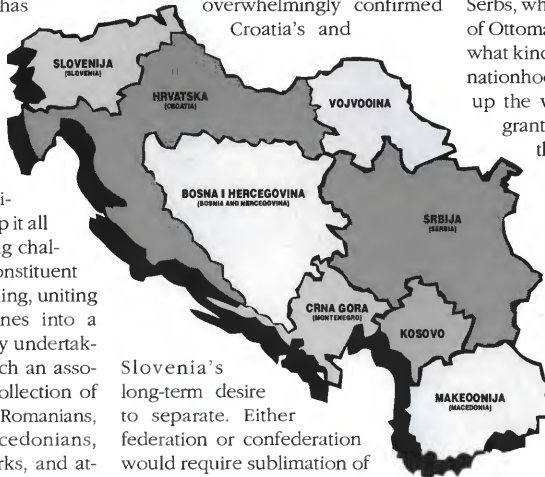 has
i-
p it all
ng chal-
onstituent
ing, uniting
nes into a
y undertak-
ch an asso-
ollection of
Romanians,
cedonians,
rks, and at-
overwhelmingly confirmed
Croatia's and
Slovenia's
long-term desire
to separate. Either
federation or confederation
would require sublimation of
Serbs, wh
of Ottoma
what kind
nationhoo
up the w
grant
th
SLOVENIJA
(SLOVENIA)
HRVATSKA
(CROATIA)
VOJVODINA
BOSNA I HERCEGOVINA
(BOSNIA AND HERCEGOVINA)
SRBIJA
(SERBIA)
CRNA GORA
(MONTENEGRO)
KOSOVO
MAKEDONIJA
(MACEDONIA)